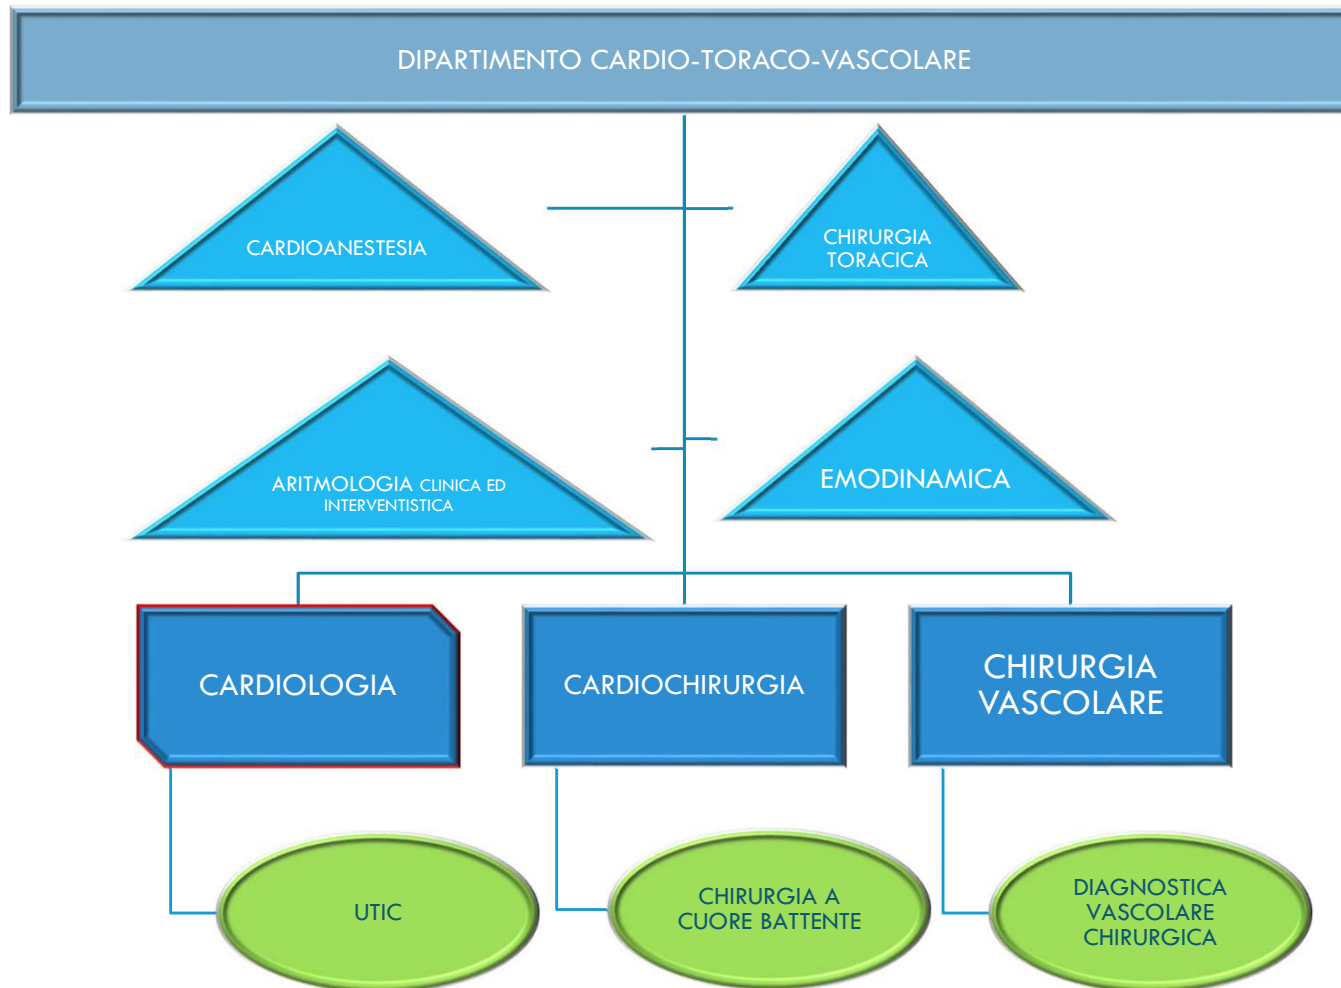 DIPARTIMENTO CARDIO-TORACO-VASCOLARE
CARDIOANESTESIA
CHIRURGIA
TORACICA
ARITMOLOGIA CLINICA ED
INTERVENTISTICA
EMODINAMICA
CARDIOLOGIA
CARDIOCHIRURGIA
CHIRURGIA
VASCOLARE
UTIC
CHIRURGIA A
CUORE BATTENTE
DIAGNOSTICA
VASCOLARE
CHIRURGICA